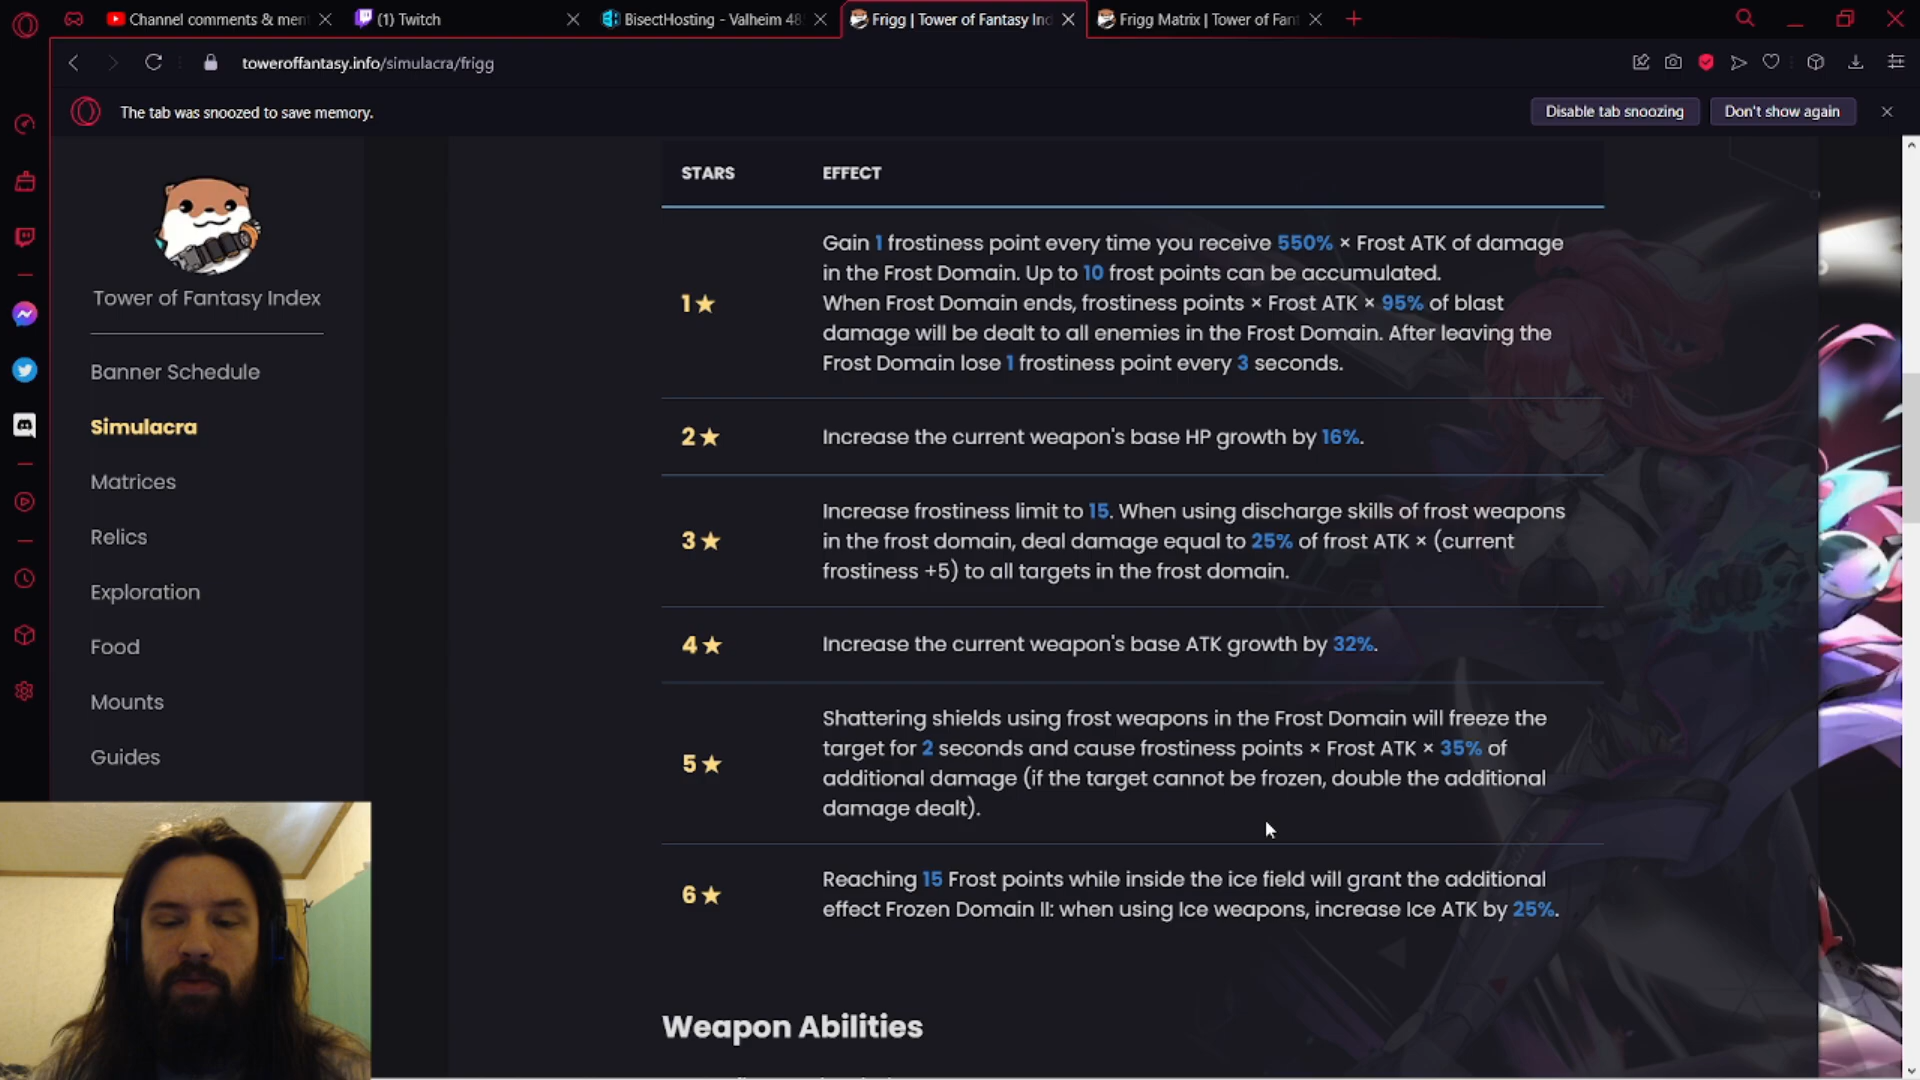 Channel comments & men
(1) Twitch
BisectHosting - Valheim 48
Frigg | Tower of Fantasy Ind
Frigg Matrix | Tower of Fant
toweroffantasy.info/simulacra/frigg
The tab was snoozed to save memory.
Disable tab snoozing
Don't show again
Tower of Fantasy Index
Banner Schedule
Simulacra
Matrices
Relics
Exploration
Food
Mounts
Guides
STARS EFFECT
1★
Gain 1 frostiness point every time you receive 550% × Frost ATK of damage
in the Frost Domain. Up to 10 frost points can be accumulated.
When Frost Domain ends, frostiness points × Frost ATK × 95% of blast
damage will be dealt to all enemies in the Frost Domain. After leaving the
Frost Domain lose 1 frostiness point every 3 seconds.
2★ Increase the current weapon's base HP growth by 16%.
3★
Increase frostiness limit to 15. When using discharge skills of frost weapons
in the frost domain, deal damage equal to 25% of frost ATK × (current
frostiness +5) to all targets in the frost domain.
4★ Increase the current weapon's base ATK growth by 32%.
5★
Shattering shields using frost weapons in the Frost Domain will freeze the
target for 2 seconds and cause frostiness points × Frost ATK × 35% of
additional damage (if the target cannot be frozen, double the additional
damage dealt).
6★
Reaching 15 Frost points while inside the ice field will grant the additional
effect Frozen Domain II: when using Ice weapons, increase Ice ATK by 25%.
Weapon Abilities